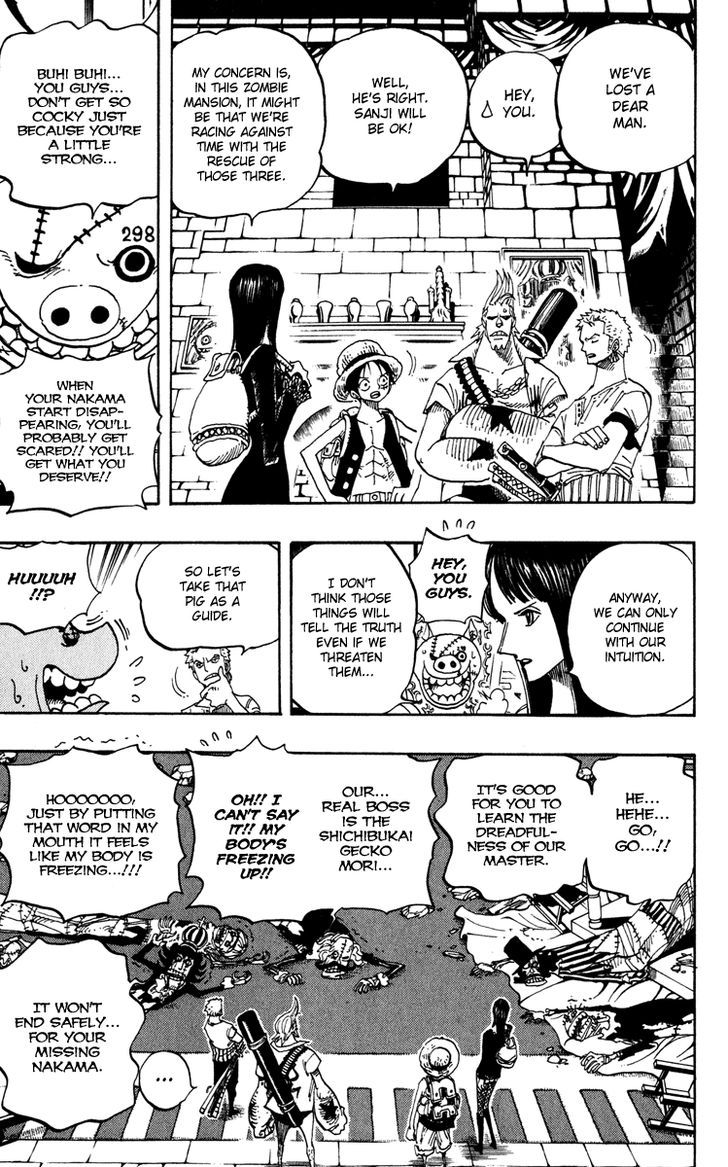 WE'VE
LOST A
DEAR
MAN.
HEY,
YOU.
WELL,
HE'S RIGHT.
SANJI WILL
BE OK!
MY CONCERN IS,
IN THIS ZOMBIE
MANSION, IT MIGHT
BE THAT WE'RE
RACING AGAINST
TIME WITH THE
RESCUE OF
THOSE THREE.
BUH! BUH!...
YOU GUYS...
DON'T GET SO
COCKY JUST
BECAUSE YOU'RE
A LITTLE
STRONG...
298
WHEN
YOUR NAKAMA
START DISAP-
PEARING, YOU'LL
PROBABLY GET
SCARED!! YOU'LL
GET WHAT YOU
DESERVE!!
ANYWAY,
WE CAN ONLY
CONTINUE
WITH OUR
INTUITION.
HEY,
YOU
GUYS.
I DON'T
THINK THOSE
THINGS WILL
TELL THE TRUTH
EVEN IF WE
THREATEN
THEM...
SO LET'S
TAKE THAT
PIG AS A
GUIDE.
HUUUUH
!!?
HE...
HEHE...
GO,
GO...!!
IT'S GOOD
FOR YOU TO
LEARN THE
DREADFUL-
NESS OF OUR
MASTER.
OUR...
REAL BOSS
IS THE
SHICHIBUKAI
GECKO
MORI...
OH!! I
CAN'T SAY
IT!! MY
BODY'S
FREEZING
UP!!
HOOOOOOO,
JUST BY PUTTING
THAT WORD IN MY
MOUTH IT FEELS
LIKE MY BODY IS
FREEZING...!!!
IT WON'T
END SAFELY...
FOR YOUR
MISSING
NAKAMA.
...